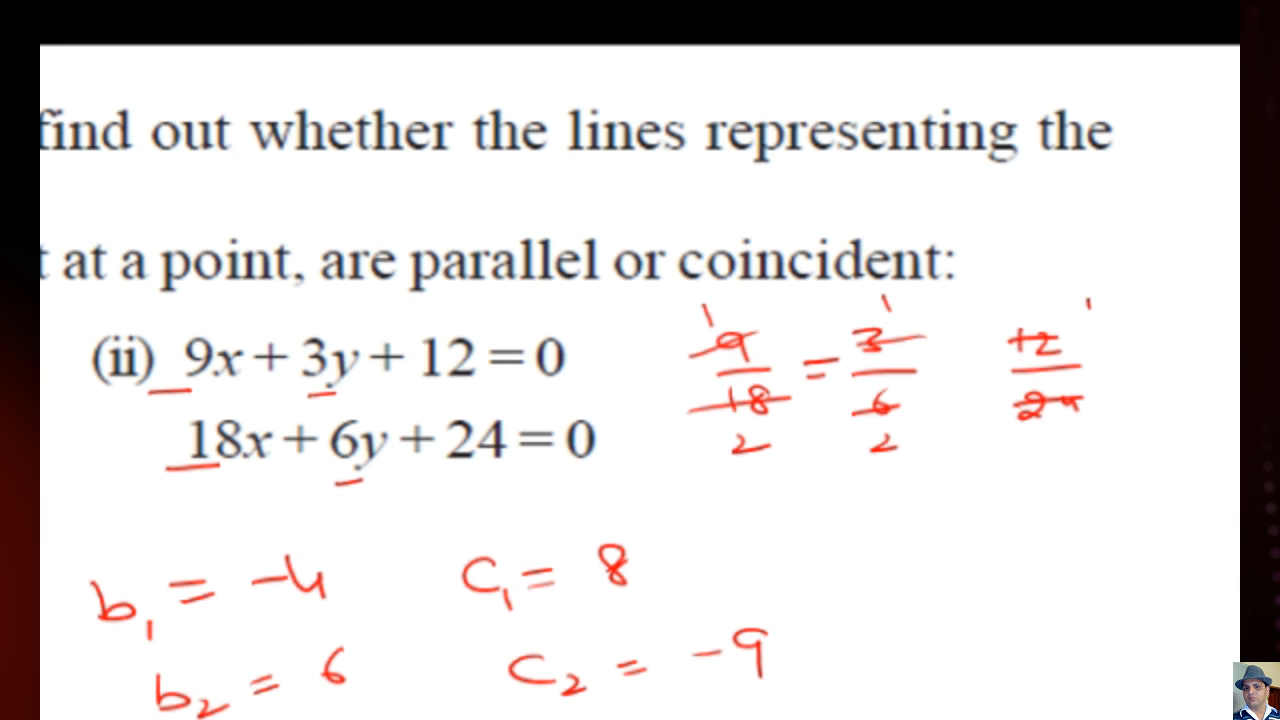 find out whether the lines representing the
t at a point, are parallel or coincident:
(ii) 9x + 3y + 12 = 0
18x + 6y + 24 = 0
1 1 1
9/18 = 3/6 12/24
2 2
b₁ = -4 c₁ = 8
b₂ = 6 c₂ = -9